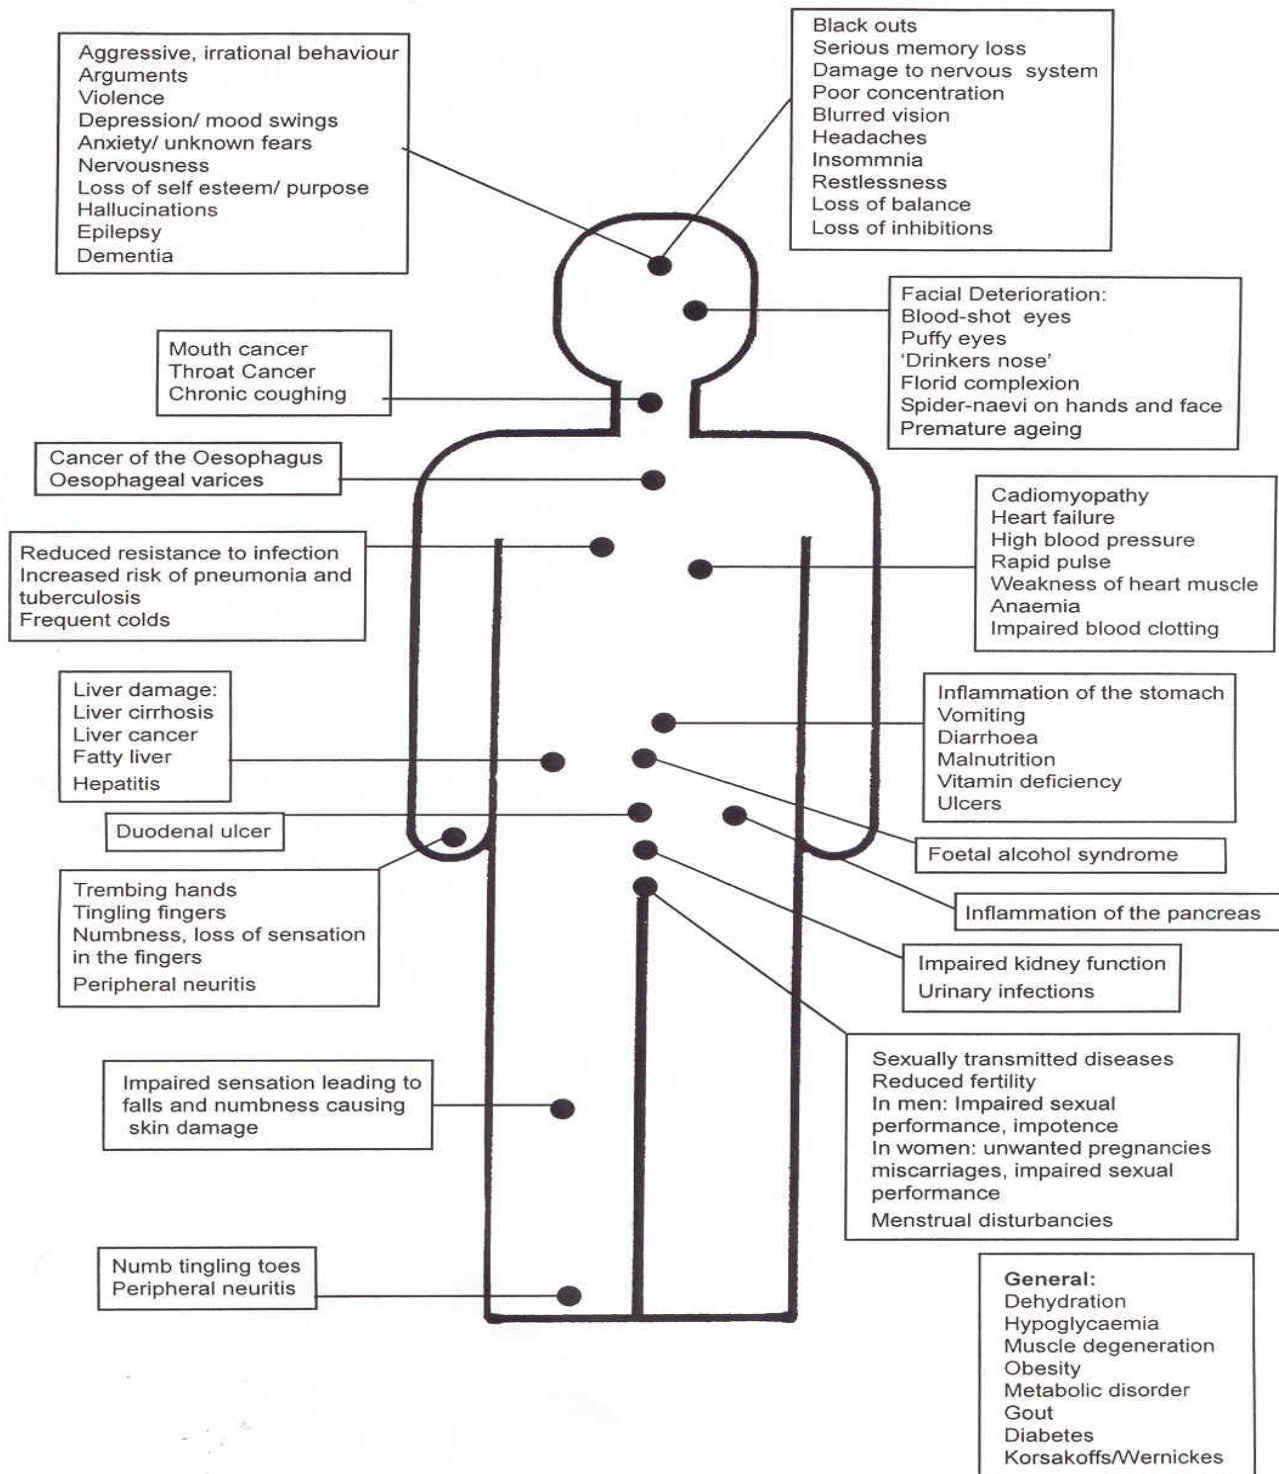 Aggressive, irrational behaviour
Arguments
Violence
Depression/ mood swings
Anxiety/ unknown fears
Nervousness
Loss of self esteem/ purpose
Hallucinations
Epilepsy
Dementia
Black outs
Serious memory loss
Damage to nervous system
Poor concentration
Blurred vision
Headaches
Insommnia
Restlessness
Loss of balance
Loss of inhibitions
Facial Deterioration:
Blood-shot eyes
Puffy eyes
‘Drinkers nose’
Florid complexion
Spider-naevi on hands and face
Premature ageing
Mouth cancer
Throat Cancer
Chronic coughing
Cancer of the Oesophagus
Oesophageal varices
Cadiomyopathy
Heart failure
High blood pressure
Rapid pulse
Weakness of heart muscle
Anaemia
Impaired blood clotting
Reduced resistance to infection
Increased risk of pneumonia and
tuberculosis
Frequent colds
Liver damage:
Liver cirrhosis
Liver cancer
Fatty liver
Hepatitis
Inflammation of the stomach
Vomiting
Diarrhoea
Malnutrition
Vitamin deficiency
Ulcers
Duodenal ulcer
Foetal alcohol syndrome
Trembing hands
Tingling fingers
Numbness, loss of sensation
in the fingers
Peripheral neuritis
Inflammation of the pancreas
Impaired kidney function
Urinary infections
Impaired sensation leading to
falls and numbness causing
skin damage
Sexually transmitted diseases
Reduced fertility
In men: Impaired sexual
performance, impotence
In women: unwanted pregnancies
miscarriages, impaired sexual
performance
Menstrual disturbancies
Numb tingling toes
Peripheral neuritis
General:
Dehydration
Hypoglycaemia
Muscle degeneration
Obesity
Metabolic disorder
Gout
Diabetes
Korsakoffs/Wernickes